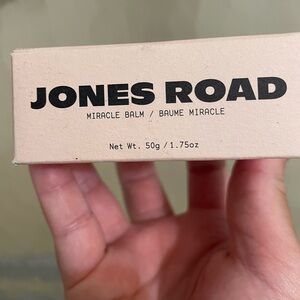 JONES ROAD
MIRACLE BALM / BAUME MIRACLE
Net Wt. 50g / 1.75oz